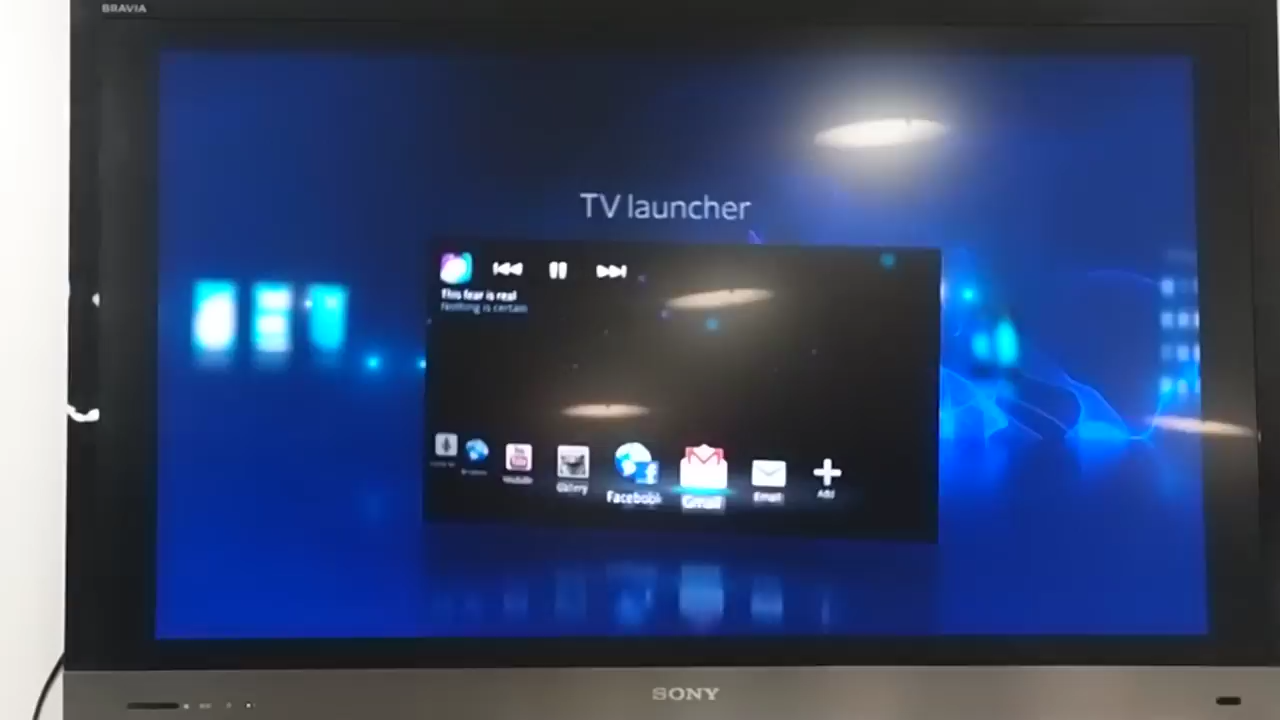 BRAVIA
TV launcher
This fear is real
Nothing is certain
Gallery
Facebook
Gmail
Email
Add
SONY